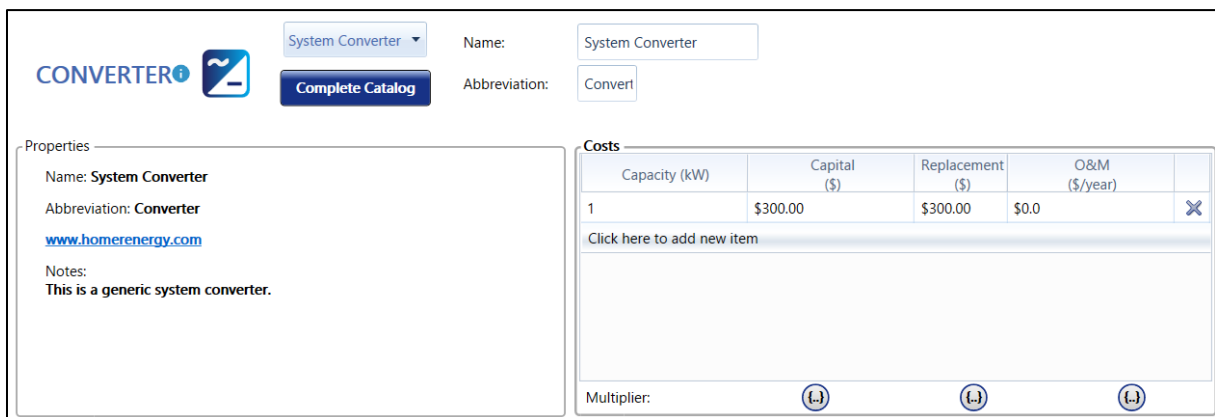 System Converter
Name:
System Converter
CONVERTER
Complete Catalog
Abbreviation:
Convert
Properties
Name: System Converter
Abbreviation: Converter
www.homerenergy.com
Notes:
This is a generic system converter.
Costs
Capacity (kW)
Capital
($)
Replacement
($)
O&M
($/year)
1
$300.00
$300.00
$0.0
Click here to add new item
Multiplier:
{..}
{..}
{..}